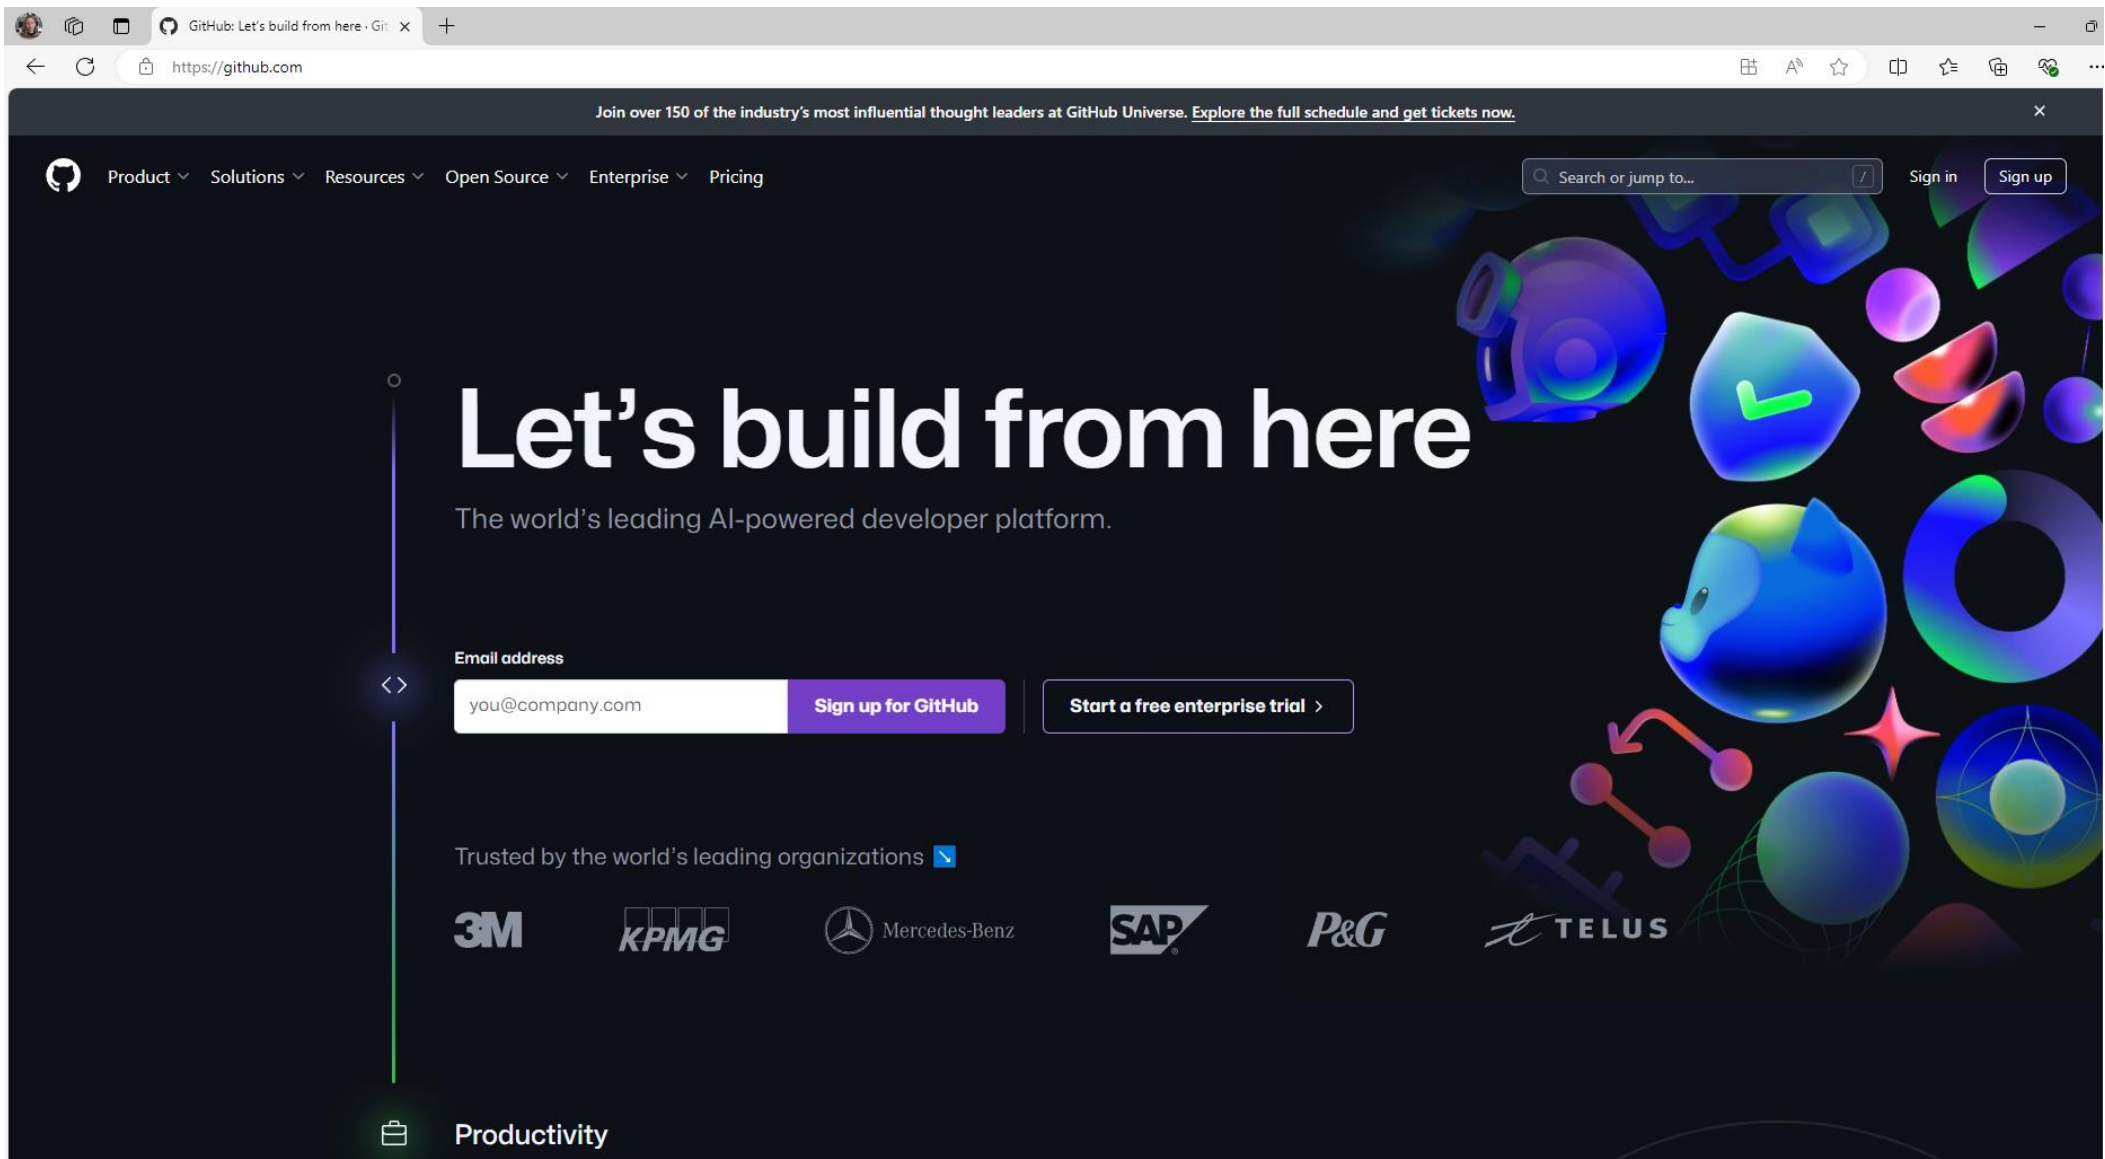 GitHub: Let's build from here · Git
https://github.com
Join over 150 of the industry's most influential thought leaders at GitHub Universe. Explore the full schedule and get tickets now.
Product Solutions Resources Open Source Enterprise Pricing Search or jump to... / Sign in Sign up
Let's build from here
The world's leading AI-powered developer platform.
Email address
you@company.com Sign up for GitHub Start a free enterprise trial
Trusted by the world's leading organizations
3M KPMG Mercedes-Benz SAP P&G TELUS
Productivity